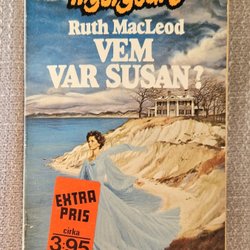 Ruth MacLeod
VEM
VAR SUSAN?
EXTRA
PRIS
cirka
3:95